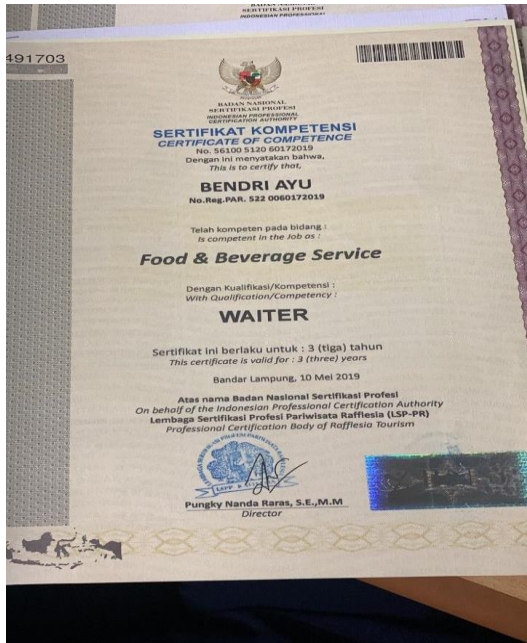 SERTIFIKASI PROFESI
INDONESIAN PROFESSIONAL
491703
BADAN NASIONAL
SERTIFIKASI PROFESI
INDONESIAN PROFESSIONAL
CERTIFICATION AUTHORITY
SERTIFIKAT KOMPETENSI
CERTIFICATE OF COMPETENCE
No. 56100 5120 60172019
Dengan ini menyatakan bahwa,
This is to certify that,
BENDRI AYU
No.Reg.PAR. 522 0060172019
Telah kompeten pada bidang :
Is competent in the Job as :
Food & Beverage Service
Dengan Kualifikasi/Kompetensi :
With Qualification/Competency :
WAITER
Sertifikat ini berlaku untuk : 3 (tiga) tahun
This certificate is valid for : 3 (three) years
Bandar Lampung, 10 Mei 2019
Atas nama Badan Nasional Sertifikasi Profesi
On behalf of the Indonesian Professional Certification Authority
Lembaga Sertifikasi Profesi Pariwisata Rafflesia (LSP-PR)
Professional Certification Body of Rafflesia Tourism
Pungky Nanda Raras, S.E.,M.M
Director